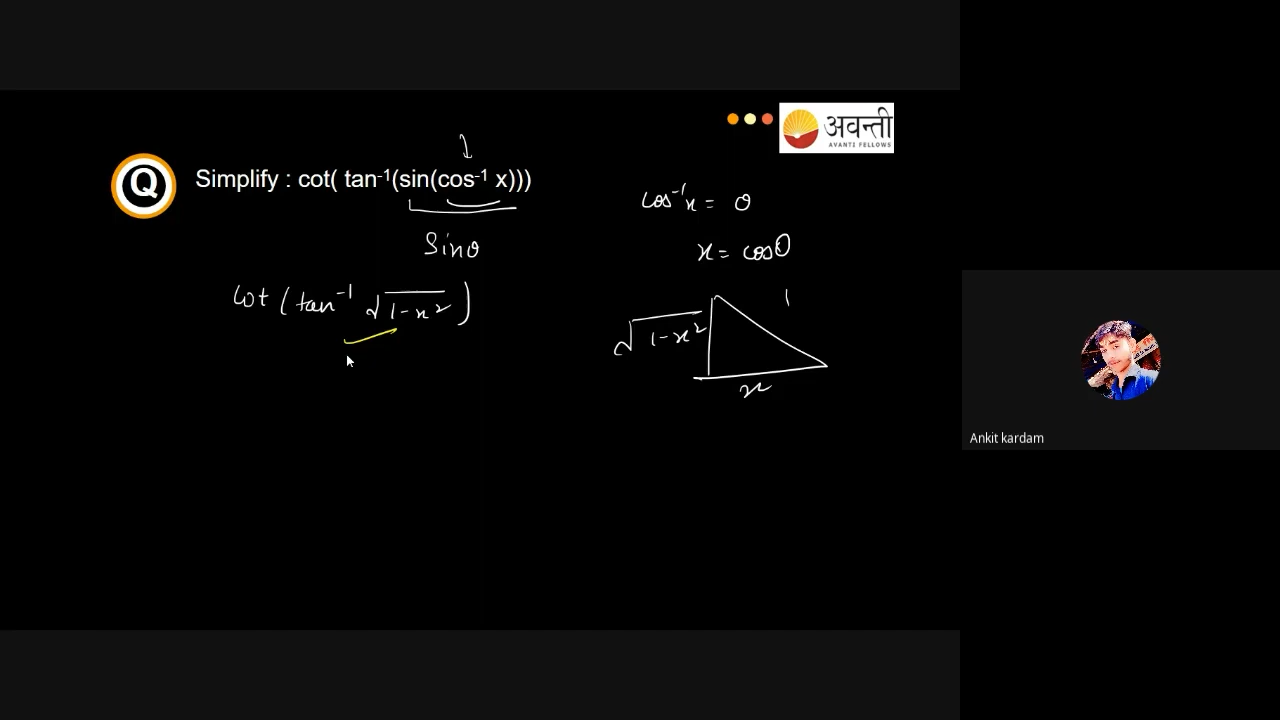 अवन्ती
AVANTI FELLOWS
Q
Simplify : cot( tan⁻¹(sin(cos⁻¹ x)))
cos⁻¹x = θ
Sinθ
x = cosθ
Cot (tan⁻¹ √1-x²)
1
√1-x²
x
Ankit kardam